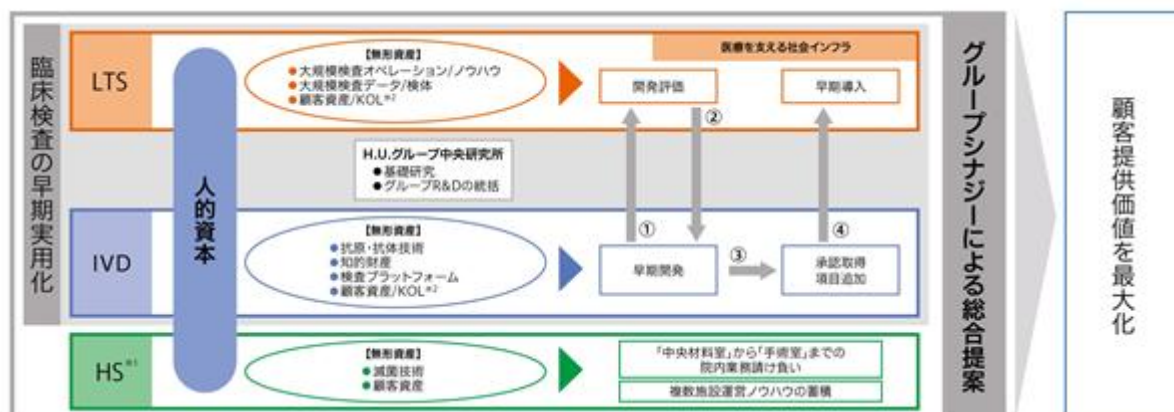 臨床検査の早期実用化
LTS
人的資本
【無形資産】
●大規模検査オペレーション/ノウハウ
●大規模検査データ/検体
●顧客資産/KOL※2
医療を支える社会インフラ
開発評価
早期導入
②
H.U.グループ中央研究所
●基礎研究
●グループR&Dの統括
IVD
【無形資産】
●抗原・抗体技術
●知的財産
●検査プラットフォーム
●顧客資産/KOL※2
①
④
早期開発
③
承認取得
項目追加
HS※1
【無形資産】
●滅菌技術
●顧客資産
「中央材料室」から「手術室」までの
院内業務請け負い
複数施設運営ノウハウの蓄積
グループシナジーによる総合提案
顧客提供価値を最大化